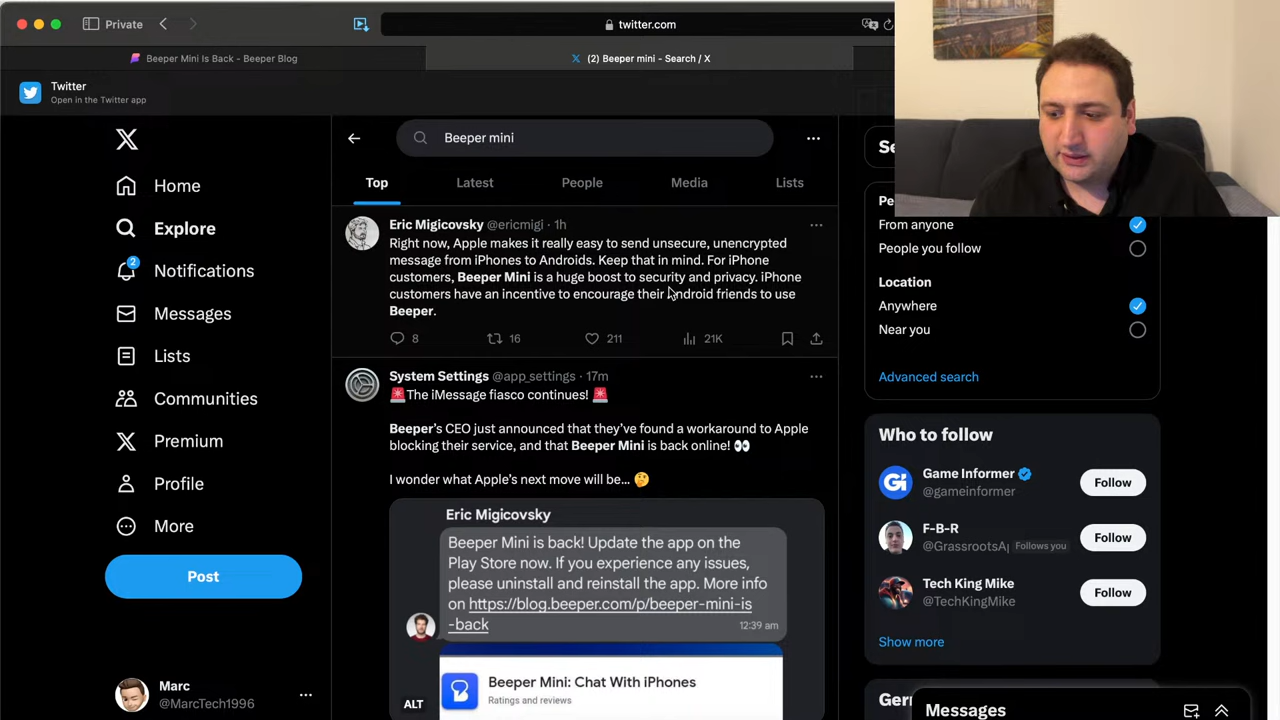 Private
twitter.com
Beeper Mini Is Back - Beeper Blog
(2) Beeper mini - Search / X
Twitter
Open in the Twitter app
Beeper mini
Top
Latest
People
Media
Lists
Home
Explore
2
Notifications
Messages
Lists
Communities
Premium
Profile
More
Post
Marc
@MarcTech1996
Eric Migicovsky @ericmigi · 1h
Right now, Apple makes it really easy to send unsecure, unencrypted
message from iPhones to Androids. Keep that in mind. For iPhone
customers, Beeper Mini is a huge boost to security and privacy. iPhone
customers have an incentive to encourage their Android friends to use
Beeper.
8
16
211
21K
System Settings @app_settings · 17m
🚨The iMessage fiasco continues! 🚨
Beeper's CEO just announced that they've found a workaround to Apple
blocking their service, and that Beeper Mini is back online! 👀
I wonder what Apple's next move will be... 🤔
Eric Migicovsky
Beeper Mini is back! Update the app on the
Play Store now. If you experience any issues,
please uninstall and reinstall the app. More info
on https://blog.beeper.com/p/beeper-mini-is
-back
12:39 am
Beeper Mini: Chat With iPhones
Ratings and reviews
ALT
From anyone
People you follow
Location
Anywhere
Near you
Advanced search
Who to follow
Game Informer
@gameinformer
Follow
F-B-R
@GrassrootsA
Follows you
Follow
Tech King Mike
@TechKingMike
Follow
Show more
Messages